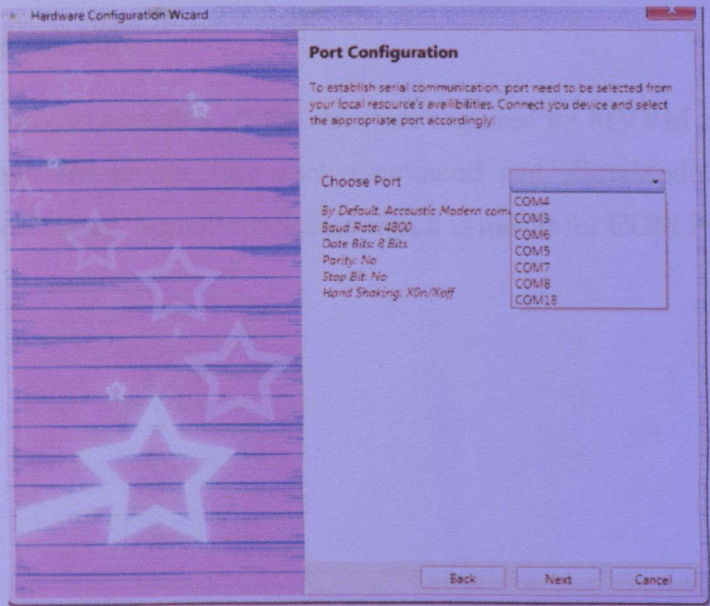 Hardware Configuration Wizard
Port Configuration
To establish serial communication, port need to be selected from
your local resource's availibilities. Connect you device and select
the appropriate port accordingly.
Choose Port
By Default, Accoustic Modern com
Baud Rate: 4800
Date Bits: 8 Bits
Parity: No
Stop Bit: No
Hand Shaking: X0n/Xoff
COM4
COM3
COM6
COM5
COM7
COM8
COM18
Back
Next
Cancel